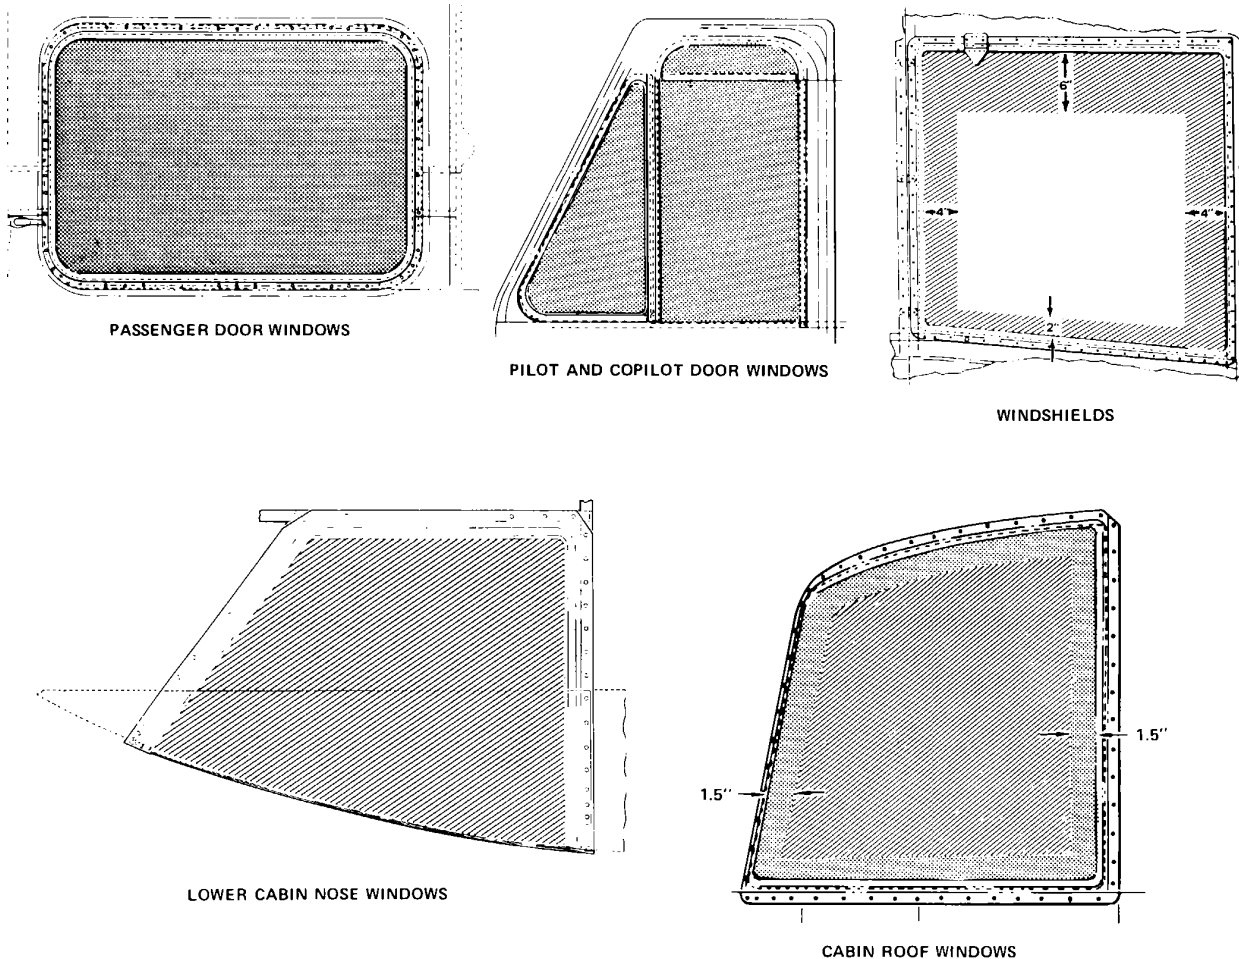 6"
4"
4"
2"
PASSENGER DOOR WINDOWS
PILOT AND COPILOT DOOR WINDOWS
WINDSHIELDS
1.5"
1.5"
LOWER CABIN NOSE WINDOWS
CABIN ROOF WINDOWS